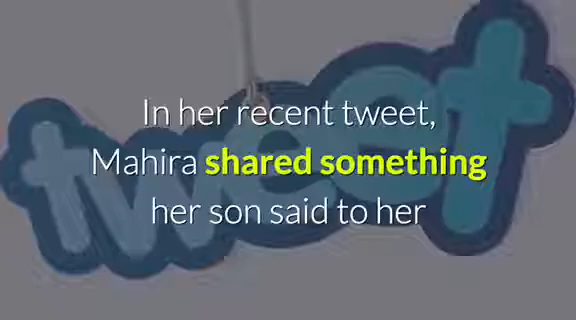 In her recent tweet,
Mahira shared something
her son said to her
tweet